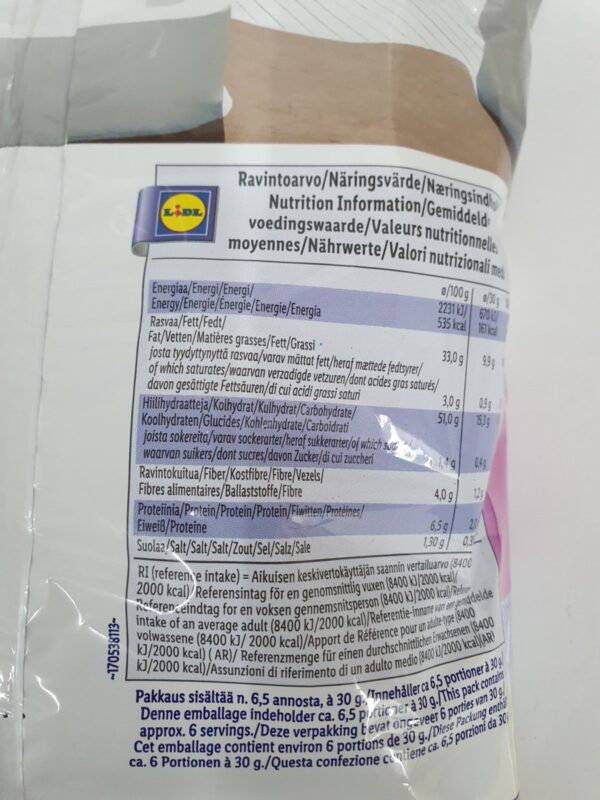 LIDL
Ravintoarvo/Näringsvärde/Næringsindho
Nutrition Information/Gemiddelde
voedingswaarde/Valeurs nutritionnelles
moyennes/Nährwerte/Valori nutrizionali medi
ø/100 g ø/30 g
Energiaa/Energi/Energi/ 2231 kJ/ 670 kJ/
Energy/Energie/Énergie/Energie/Energia 535 kcal 161 kcal
Rasvaa/Fett/Fedt/
Fat/Vetten/Matières grasses/Fett/Grassi 33,0 g 9,9 g
josta tyydyttynyttä rasvaa/varav mättat fett/heraf mættede fedtsyrer/
of which saturates/waarvan verzadigde vetzuren/dont acides gras saturés/
davon gesättigte Fettsäuren/di cui acidi grassi saturi 3,0 g 0,9 g
Hiilihydraatteja/Kolhydrat/Kulhydrat/Carbohydrate/ 51,0 g 15,3 g
Koolhydraten/Glucides/Kohlenhydrate/Carboidrati
joista sokereita/varav sockerarter/heraf sukkerarter/of which
waarvan suikers/dont sucres/davon Zucker/di cui zuccheri 1,4 g 0,4 g
Ravintokuitua/Fiber/Kostfibre/Fibre/Vezels/
Fibres alimentaires/Ballaststoffe/Fibre 4,0 g 1,2
Proteiinia/Protein/Protein/Protein/Eiwitten/Protéines/
Eiweiß/Proteine 6,5 g 2,0
Suolaa/Salt/Salt/Salt/Zout/Sel/Salz/Sale 1,30 g 0,3
RI (reference intake) = Aikuisen keskivertokäyttäjän saannin vertailuarvo (8400
2000 kcal)/Referensintag för en genomsnittlig vuxen (8400 kJ/2000 kcal)/
Referenceindtag for en voksen gennemsnitsperson (8400 kJ/2000 kcal)/Reference
intake of an average adult (8400 kJ/2000 kcal)/Referentie-inname van een gemiddelde
volwassene (8400 kJ/ 2000 kcal)/Apport de Référence pour un adulte-type (8400
kJ/2000 kcal) (AR)/ Referenzmenge für einen durchschnittlichen Erwachsenen (8400
kJ/2000 kcal)/Assunzioni di riferimento di un adulto medio (8400 kJ/2000 kcal)(AR)
~170538113-
Pakkaus sisältää n. 6,5 annosta, à 30 g./Innehåller ca 6,5 portioner à 30 g./
Denne emballage indeholder ca. 6,5 portioner à 30 g./This pack contains
approx. 6 servings./Deze verpakking bevat ongeveer 6 porties van 30 g./
Cet emballage contient environ 6 portions de 30 g./Diese Packung enthält
ca. 6 Portionen à 30 g./Questa confezione contiene ca. 6,5 porzioni da 30